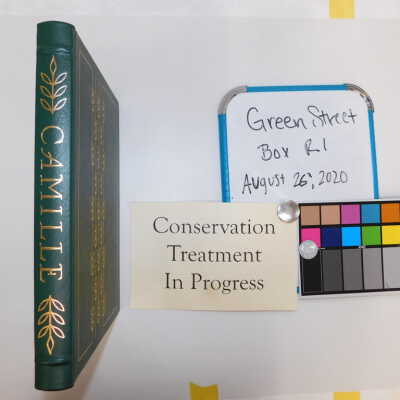 CAMILLE
Green Street
Box R1
August 26, 2020
Conservation
Treatment
In Progress